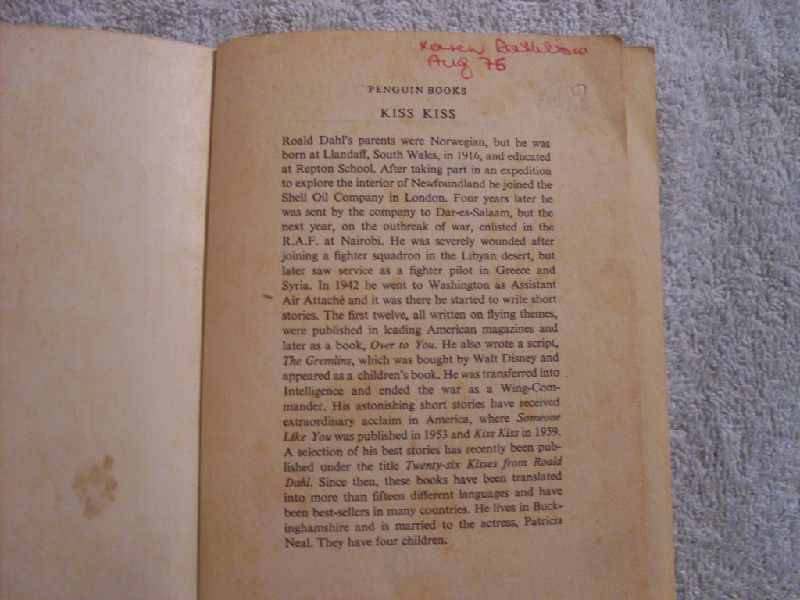 Karen
Aug 76
PENGUIN BOOKS
KISS KISS
Roald Dahl's parents were Norwegian, but he was
born at Llandaff, South Wales, in 1916, and educated
at Repton School. After taking part in an expedition
to explore the interior of Newfoundland he joined the
Shell Oil Company in London. Four years later he
was sent by the company to Dar-es-Salaam, but the
next year, on the outbreak of war, enlisted in the
R.A.F. at Nairobi. He was severely wounded after
joining a fighter squadron in the Libyan desert, but
later saw service as a fighter pilot in Greece and
Syria. In 1942 he went to Washington as Assistant
Air Attaché and it was there he started to write short
stories. The first twelve, all written on flying themes,
were published in leading American magazines and
later as a book, Over to You. He also wrote a script,
The Gremlins, which was bought by Walt Disney and
appeared as a children's book. He was transferred into
Intelligence and ended the war as a Wing-Com-
mander. His astonishing short stories have received
extraordinary acclaim in America, where Someone
Like You was published in 1953 and Kiss Kiss in 1959.
A selection of his best stories has recently been pub-
lished under the title Twenty-six Kisses from Roald
Dahl. Since then, these books have been translated
into more than fifteen different languages and have
been best-sellers in many countries. He lives in Buck-
inghamshire and is married to the actress, Patricia
Neal. They have four children.